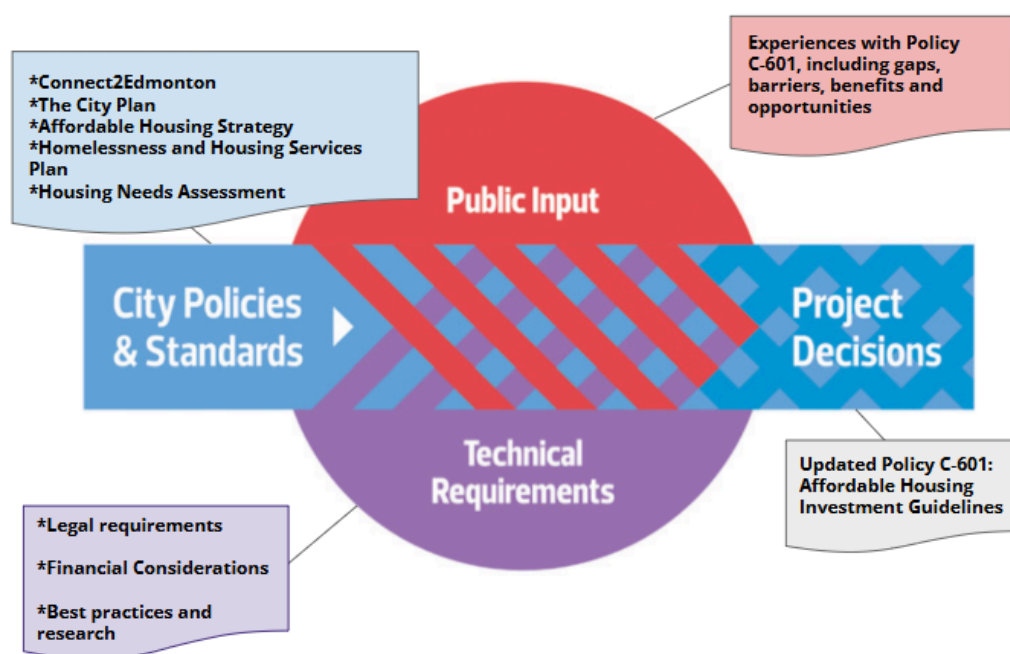 *Connect2Edmonton
*The City Plan
*Affordable Housing Strategy
*Homelessness and Housing Services
Plan
*Housing Needs Assessment
Experiences with Policy
C-601, including gaps,
barriers, benefits and
opportunities
Public Input
City Policies
& Standards
Project
Decisions
Technical
Requirements
Updated Policy C-601:
Affordable Housing
Investment Guidelines
*Legal requirements
*Financial Considerations
*Best practices and
research